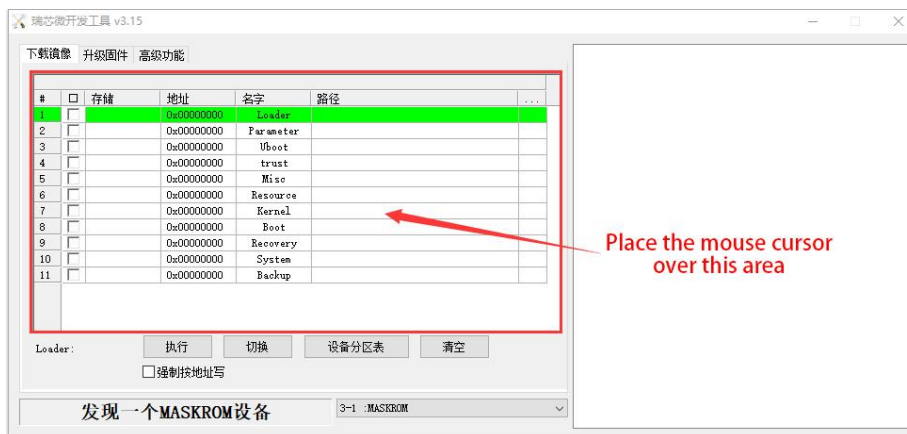 瑞芯微开发工具 v3.15
下载镜像 升级固件 高级功能
# 存储 地址 名字 路径 ...
1 0x00000000 Loader
2 0x00000000 Parameter
3 0x00000000 Uboot
4 0x00000000 trust
5 0x00000000 Misc
6 0x00000000 Resource
7 0x00000000 Kernel
8 0x00000000 Boot
9 0x00000000 Recovery
10 0x00000000 System
11 0x00000000 Backup
Place the mouse cursor
over this area
Loader: 执行 切换 设备分区表 清空
强制按地址写
发现一个MASKROM设备 3-1 :MASKROM